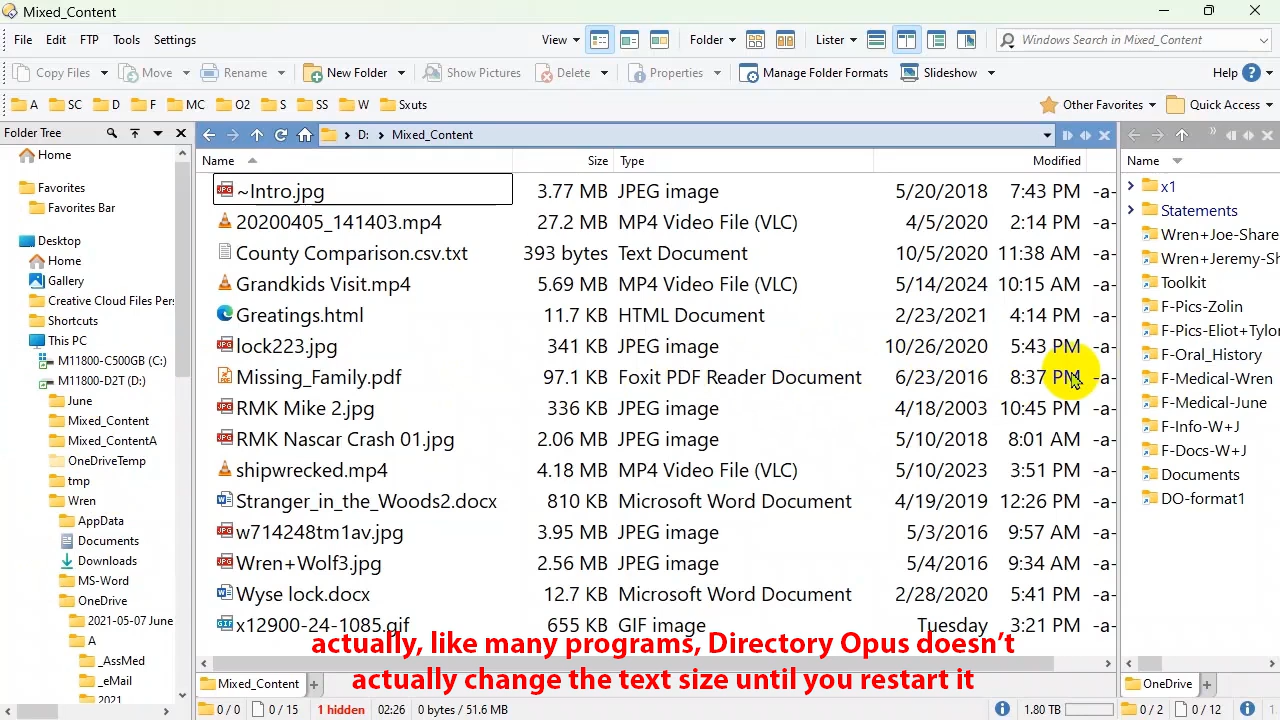 Mixed_Content
File Edit FTP Tools Settings View Folder Lister Windows Search in Mixed_Content
Copy Files Move Rename New Folder Show Pictures Delete Properties Manage Folder Formats Slideshow Help
A SC D F MC O2 S SS W Sxuts Other Favorites Quick Access
Folder Tree
Home
Favorites
Favorites Bar
Desktop
Home
Gallery
Creative Cloud Files Per
Shortcuts
This PC
M11800-C500GB (C:)
M11800-D2T (D:)
June
Mixed_Content
Mixed_ContentA
OneDriveTemp
tmp
Wren
AppData
Documents
Downloads
MS-Word
OneDrive
2021-05-07 June
A
_AssMed
_eMail
2021
D: Mixed_Content
Name Size Type Modified
~Intro.jpg 3.77 MB JPEG image 5/20/2018 7:43 PM -a-
20200405_141403.mp4 27.2 MB MP4 Video File (VLC) 4/5/2020 2:14 PM -a-
County Comparison.csv.txt 393 bytes Text Document 10/5/2020 11:38 AM -a-
Grandkids Visit.mp4 5.69 MB MP4 Video File (VLC) 5/14/2024 10:15 AM -a-
Greatings.html 11.7 KB HTML Document 2/23/2021 4:14 PM -a-
lock223.jpg 341 KB JPEG image 10/26/2020 5:43 PM -a-
Missing_Family.pdf 97.1 KB Foxit PDF Reader Document 6/23/2016 8:37 PM -a-
RMK Mike 2.jpg 336 KB JPEG image 4/18/2003 10:45 PM -a-
RMK Nascar Crash 01.jpg 2.06 MB JPEG image 5/10/2018 8:01 AM -a-
shipwrecked.mp4 4.18 MB MP4 Video File (VLC) 5/10/2023 3:51 PM -a-
Stranger_in_the_Woods2.docx 810 KB Microsoft Word Document 4/19/2019 12:26 PM -a-
w714248tm1av.jpg 3.95 MB JPEG image 5/3/2016 9:57 AM -a-
Wren+Wolf3.jpg 2.56 MB JPEG image 5/4/2016 9:34 AM -a-
Wyse lock.docx 12.7 KB Microsoft Word Document 2/28/2020 5:41 PM -a-
x12900-24-1085.gif 655 KB GIF image Tuesday 3:21 PM -a-
actually, like many programs, Directory Opus doesn’t
actually change the text size until you restart it
Name
x1
Statements
Wren+Joe-Share
Wren+Jeremy-Sh
Toolkit
F-Pics-Zolin
F-Pics-Eliot+Tylor
F-Oral_History
F-Medical-Wren
F-Medical-June
F-Info-W+J
F-Docs-W+J
Documents
DO-format1
Mixed_Content + OneDrive +
0 / 0 0 / 15 1 hidden 02:26 0 bytes / 51.6 MB 1.80 TB 0 / 2 0 / 12 1.